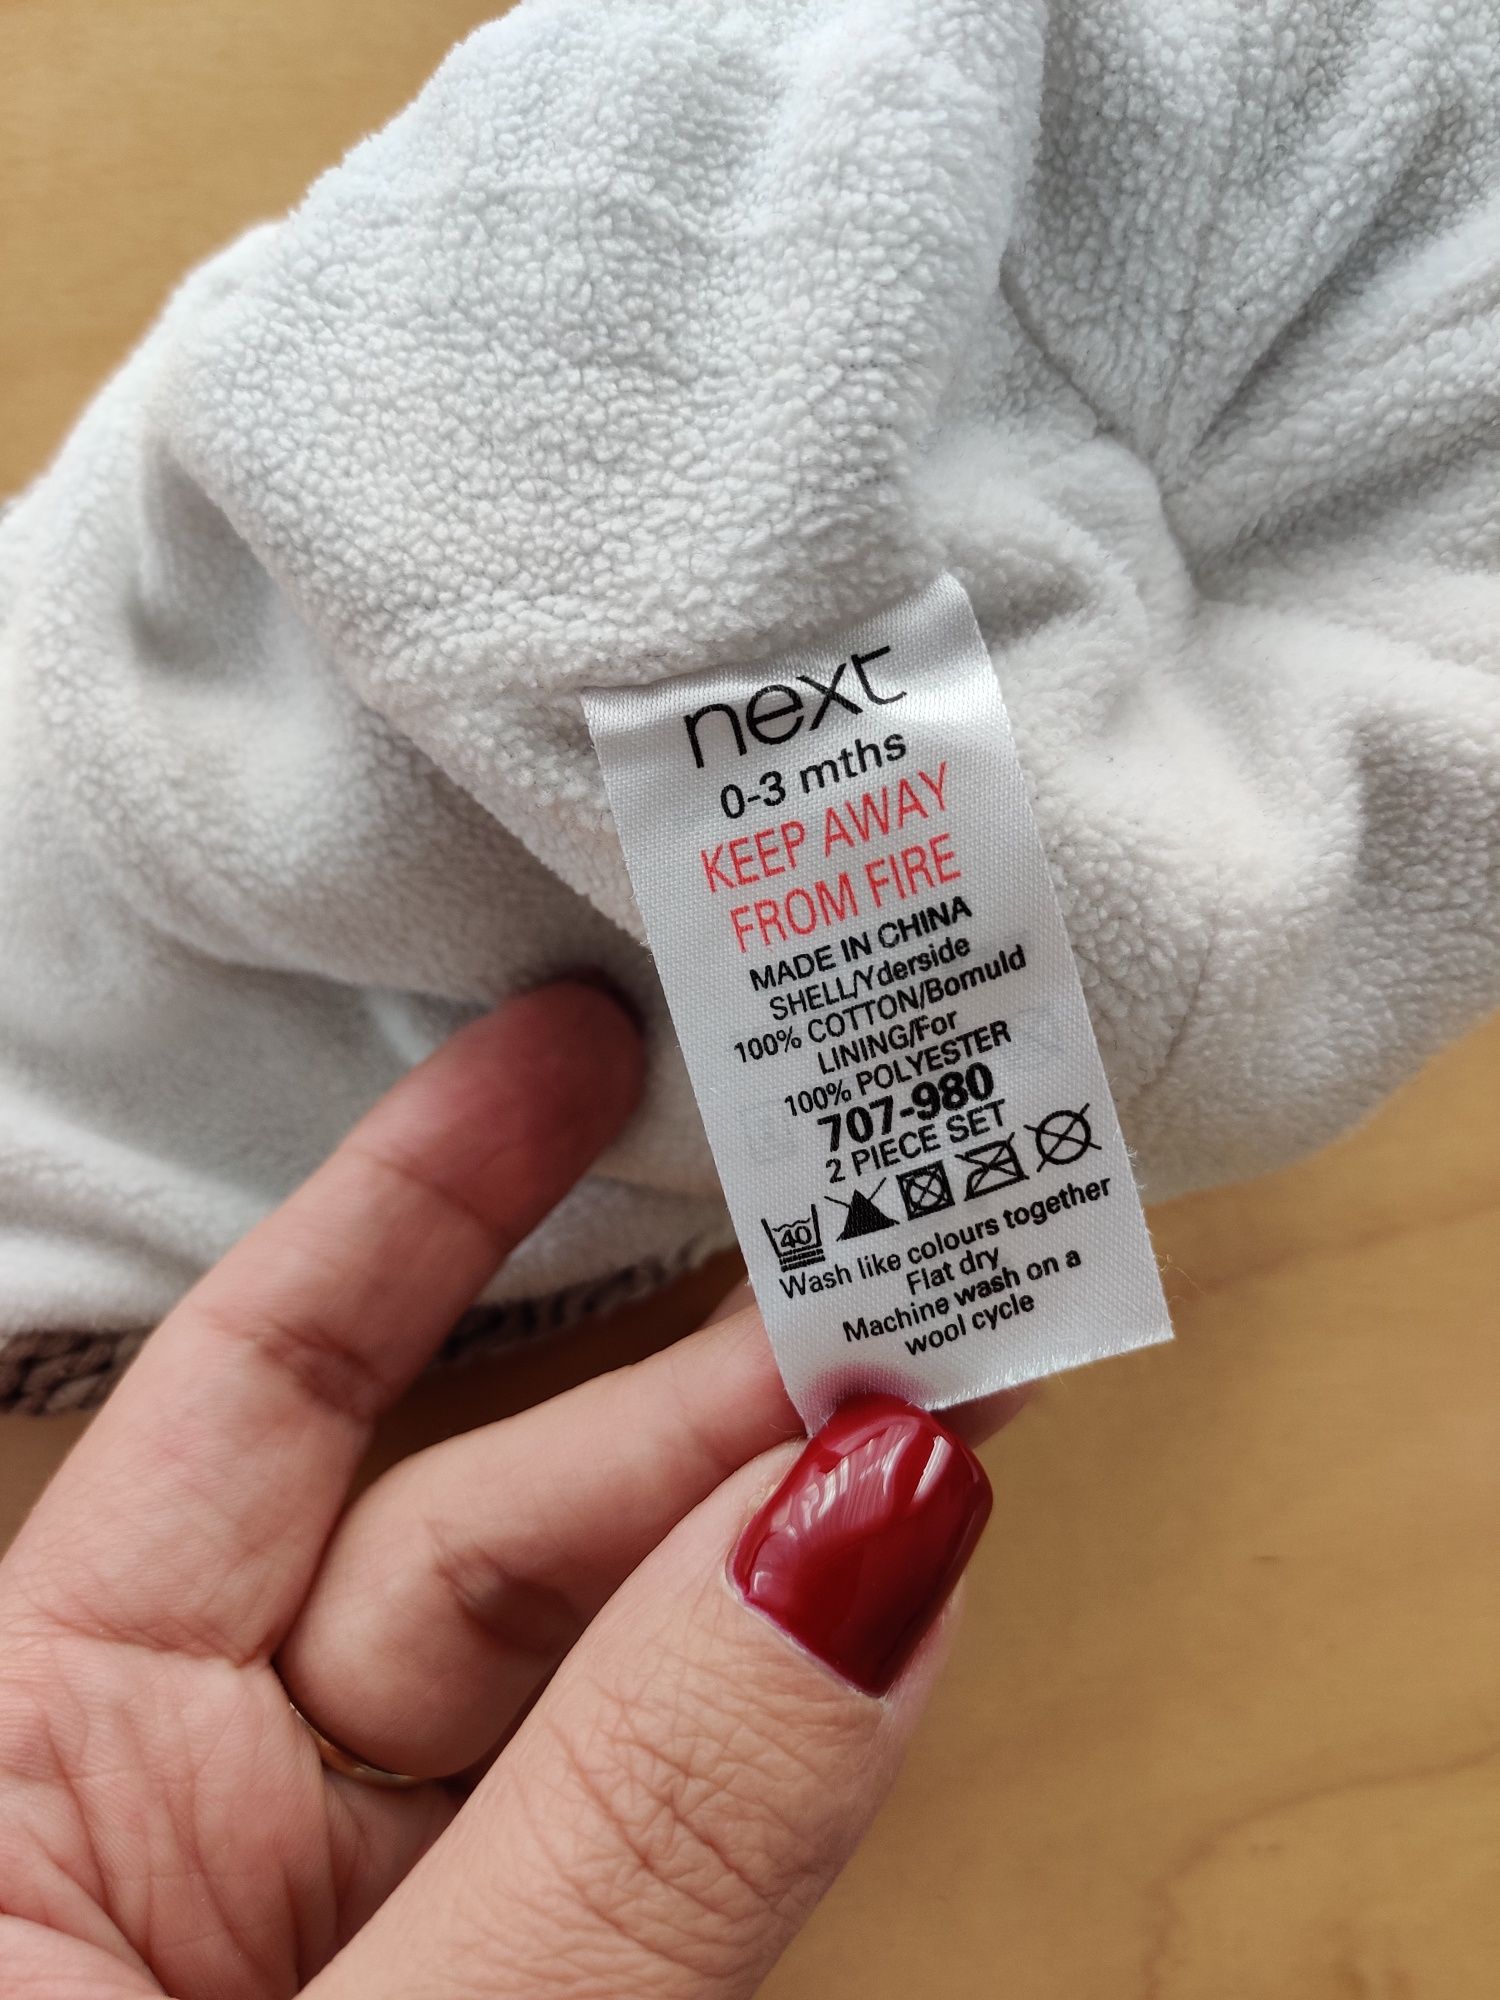 next
0-3 mths
KEEP AWAY
FROM FIRE
MADE IN CHINA
SHELL/Yderside
100% COTTON/Bomuld
LINING/For
100% POLYESTER
707-980
2 PIECE SET
40
Wash like colours together
Flat dry
Machine wash on a
wool cycle